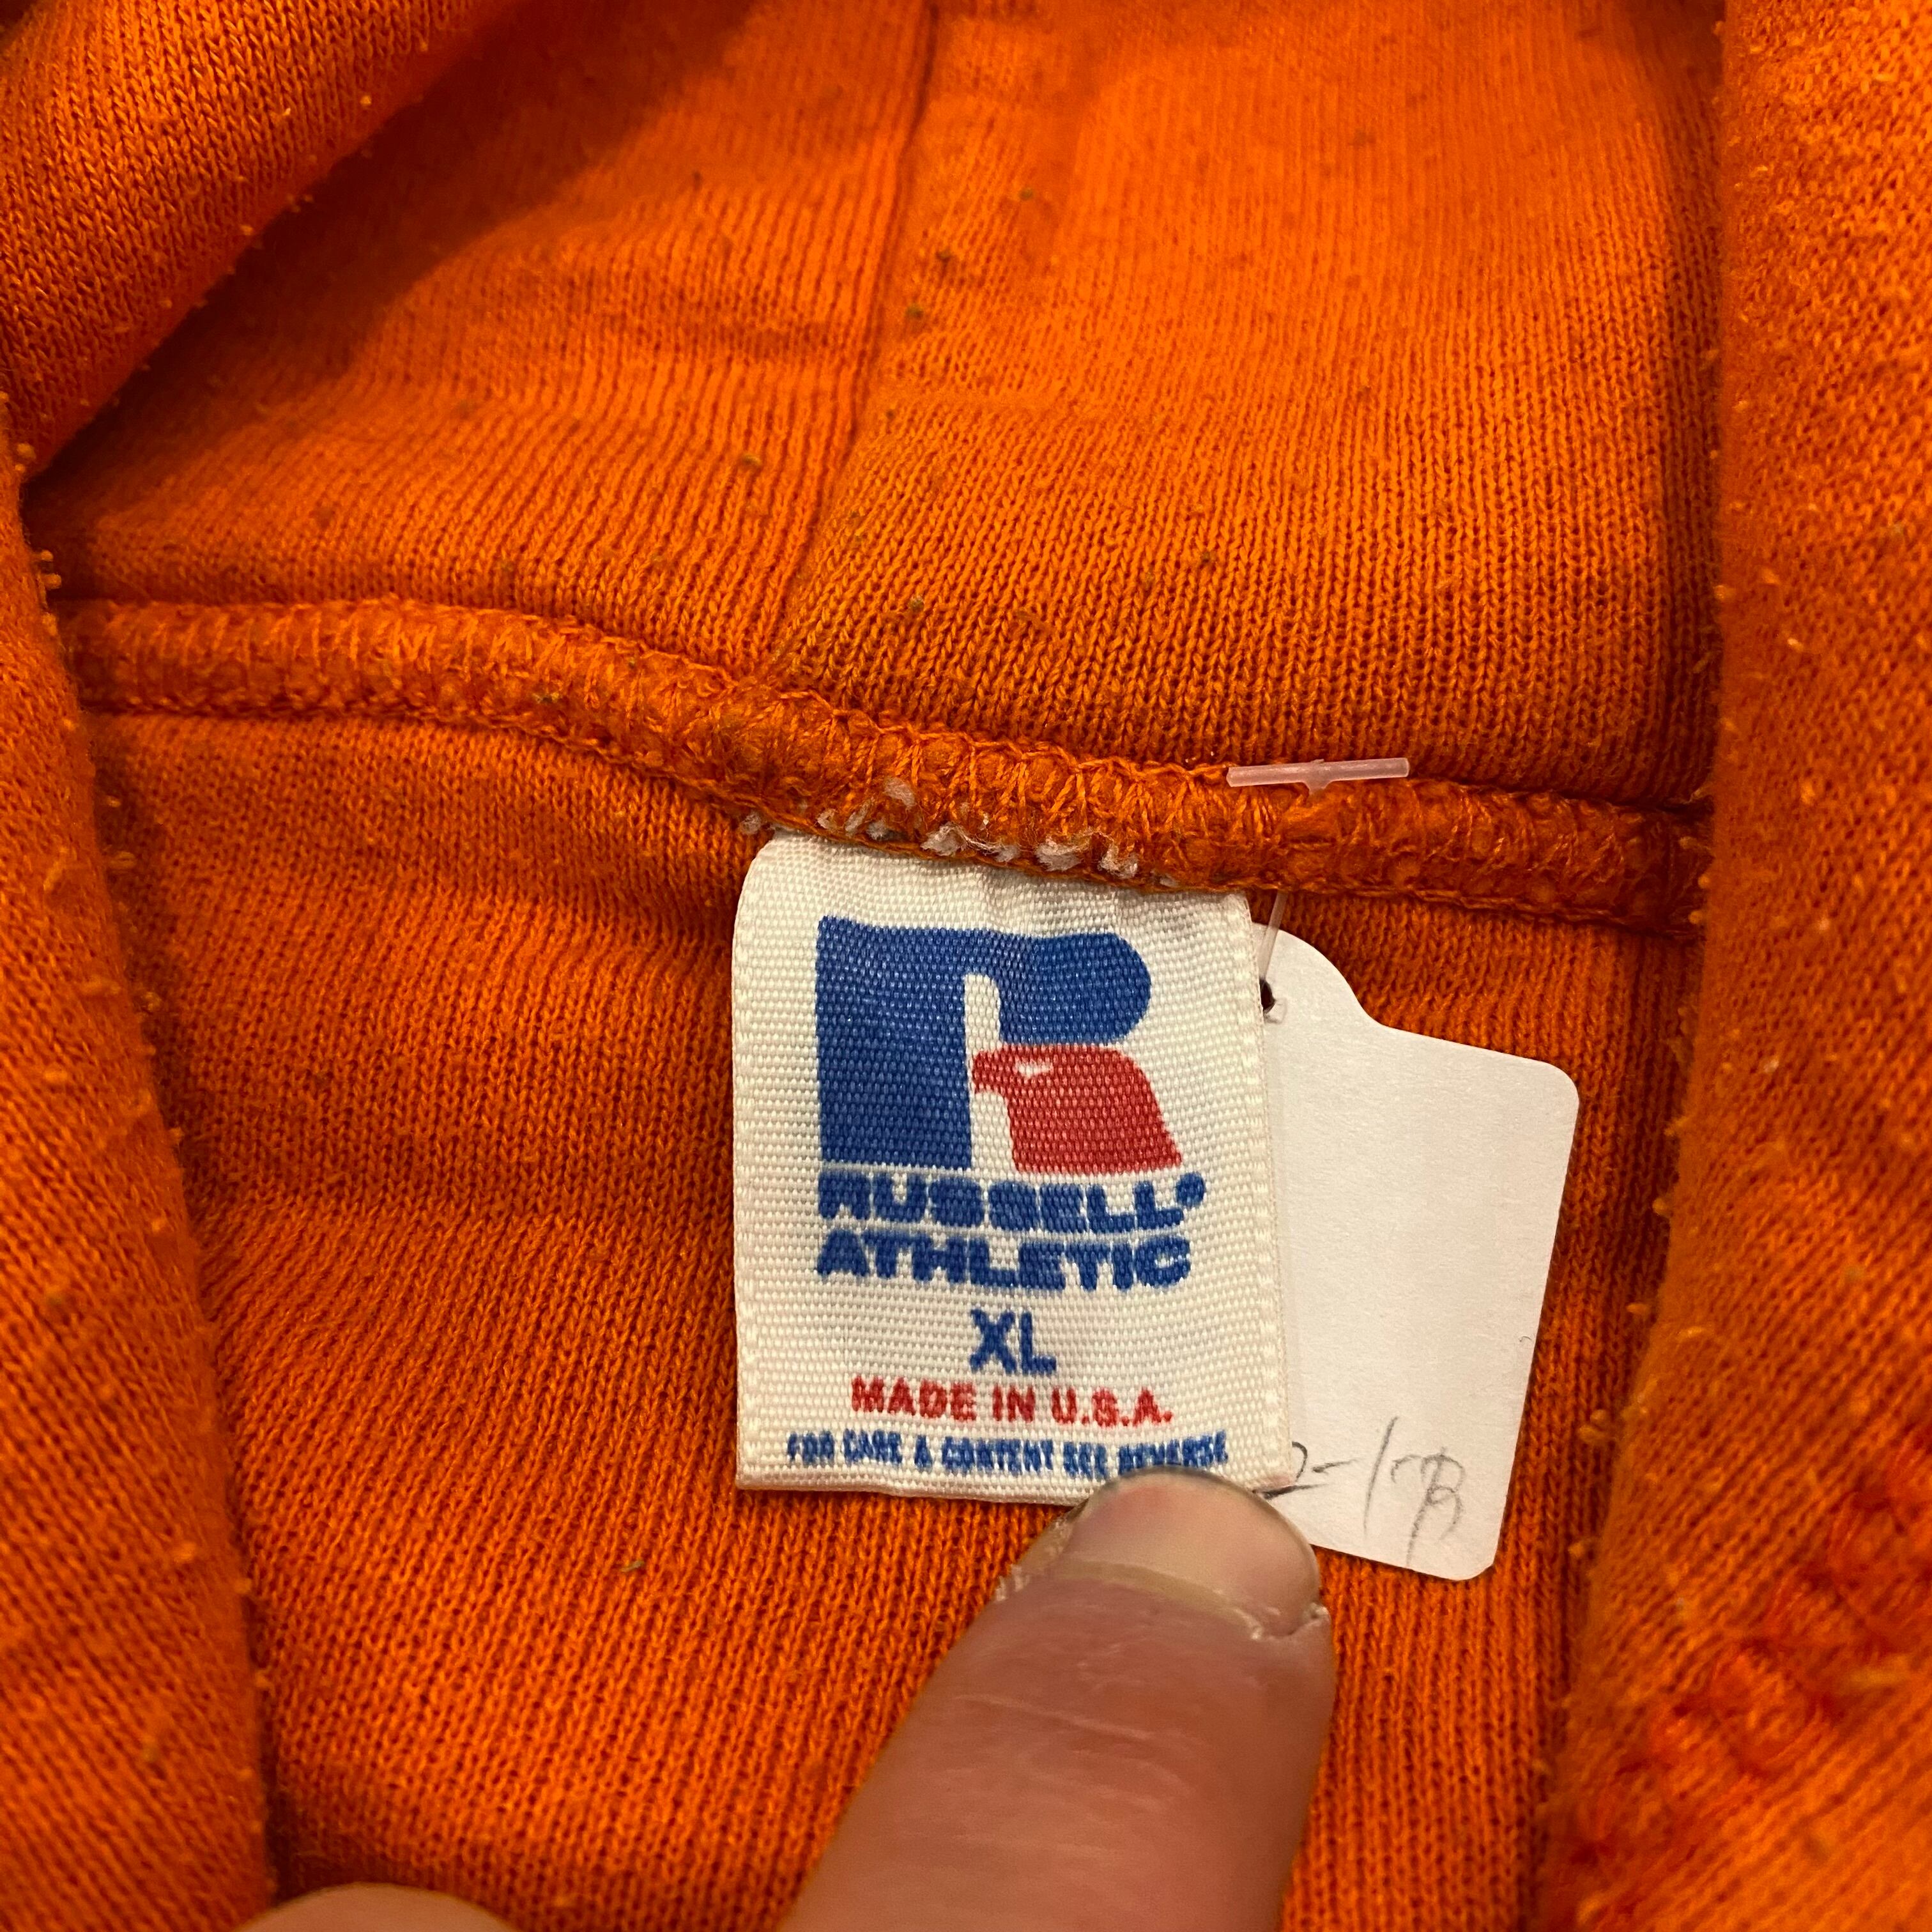 RUSSELL®
ATHLETIC
XL
MADE IN U.S.A.
FOR CARE & CONTENT SEE REVERSE